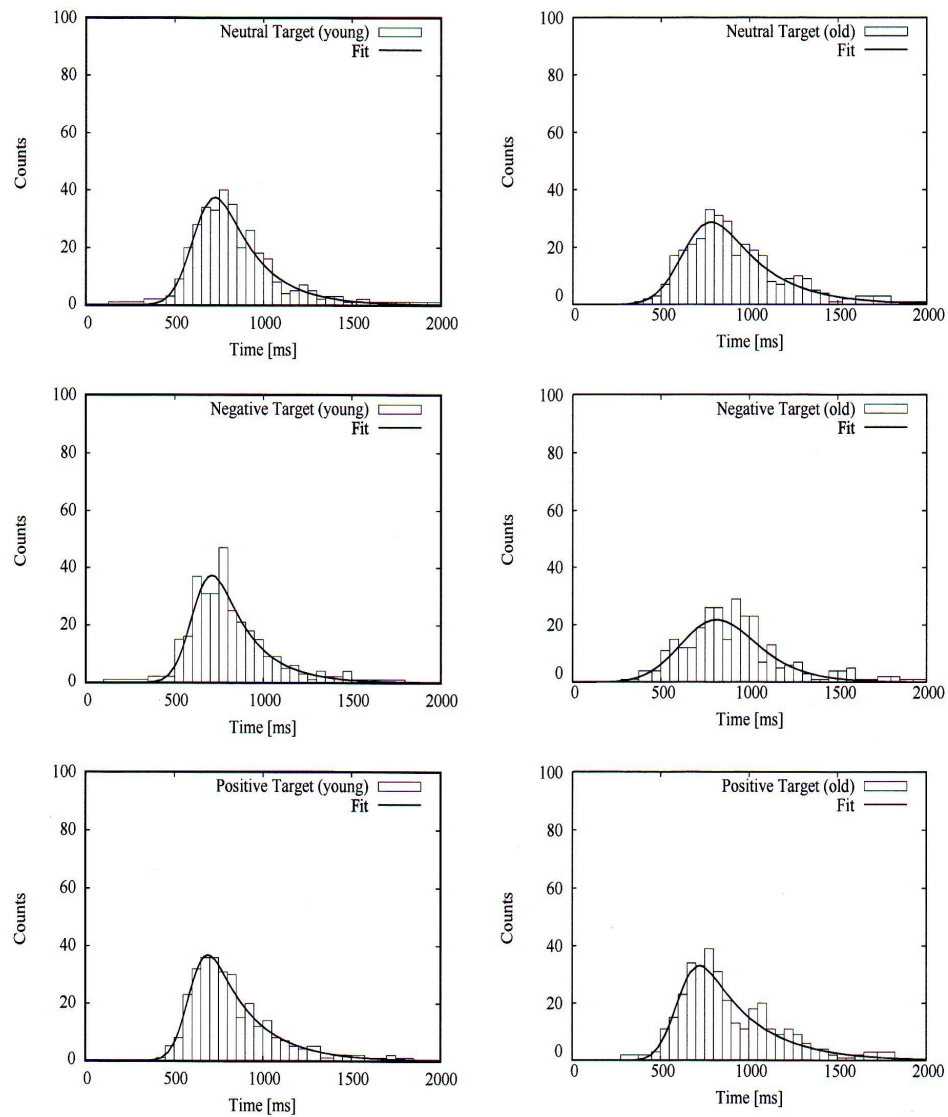 Neutral Target (young)
Fit
100
80
60
40
20
0
Counts
0 500 1000 1500 2000
Time [ms]
Neutral Target (old)
Fit
100
80
60
40
20
0
Counts
0 500 1000 1500 2000
Time [ms]
Negative Target (young)
Fit
100
80
60
40
20
0
Counts
0 500 1000 1500 2000
Time [ms]
Negative Target (old)
Fit
100
80
60
40
20
0
Counts
0 500 1000 1500 2000
Time [ms]
Positive Target (young)
Fit
100
80
60
40
20
0
Counts
0 500 1000 1500 2000
Time [ms]
Positive Target (old)
Fit
100
80
60
40
20
0
Counts
0 500 1000 1500 2000
Time [ms]